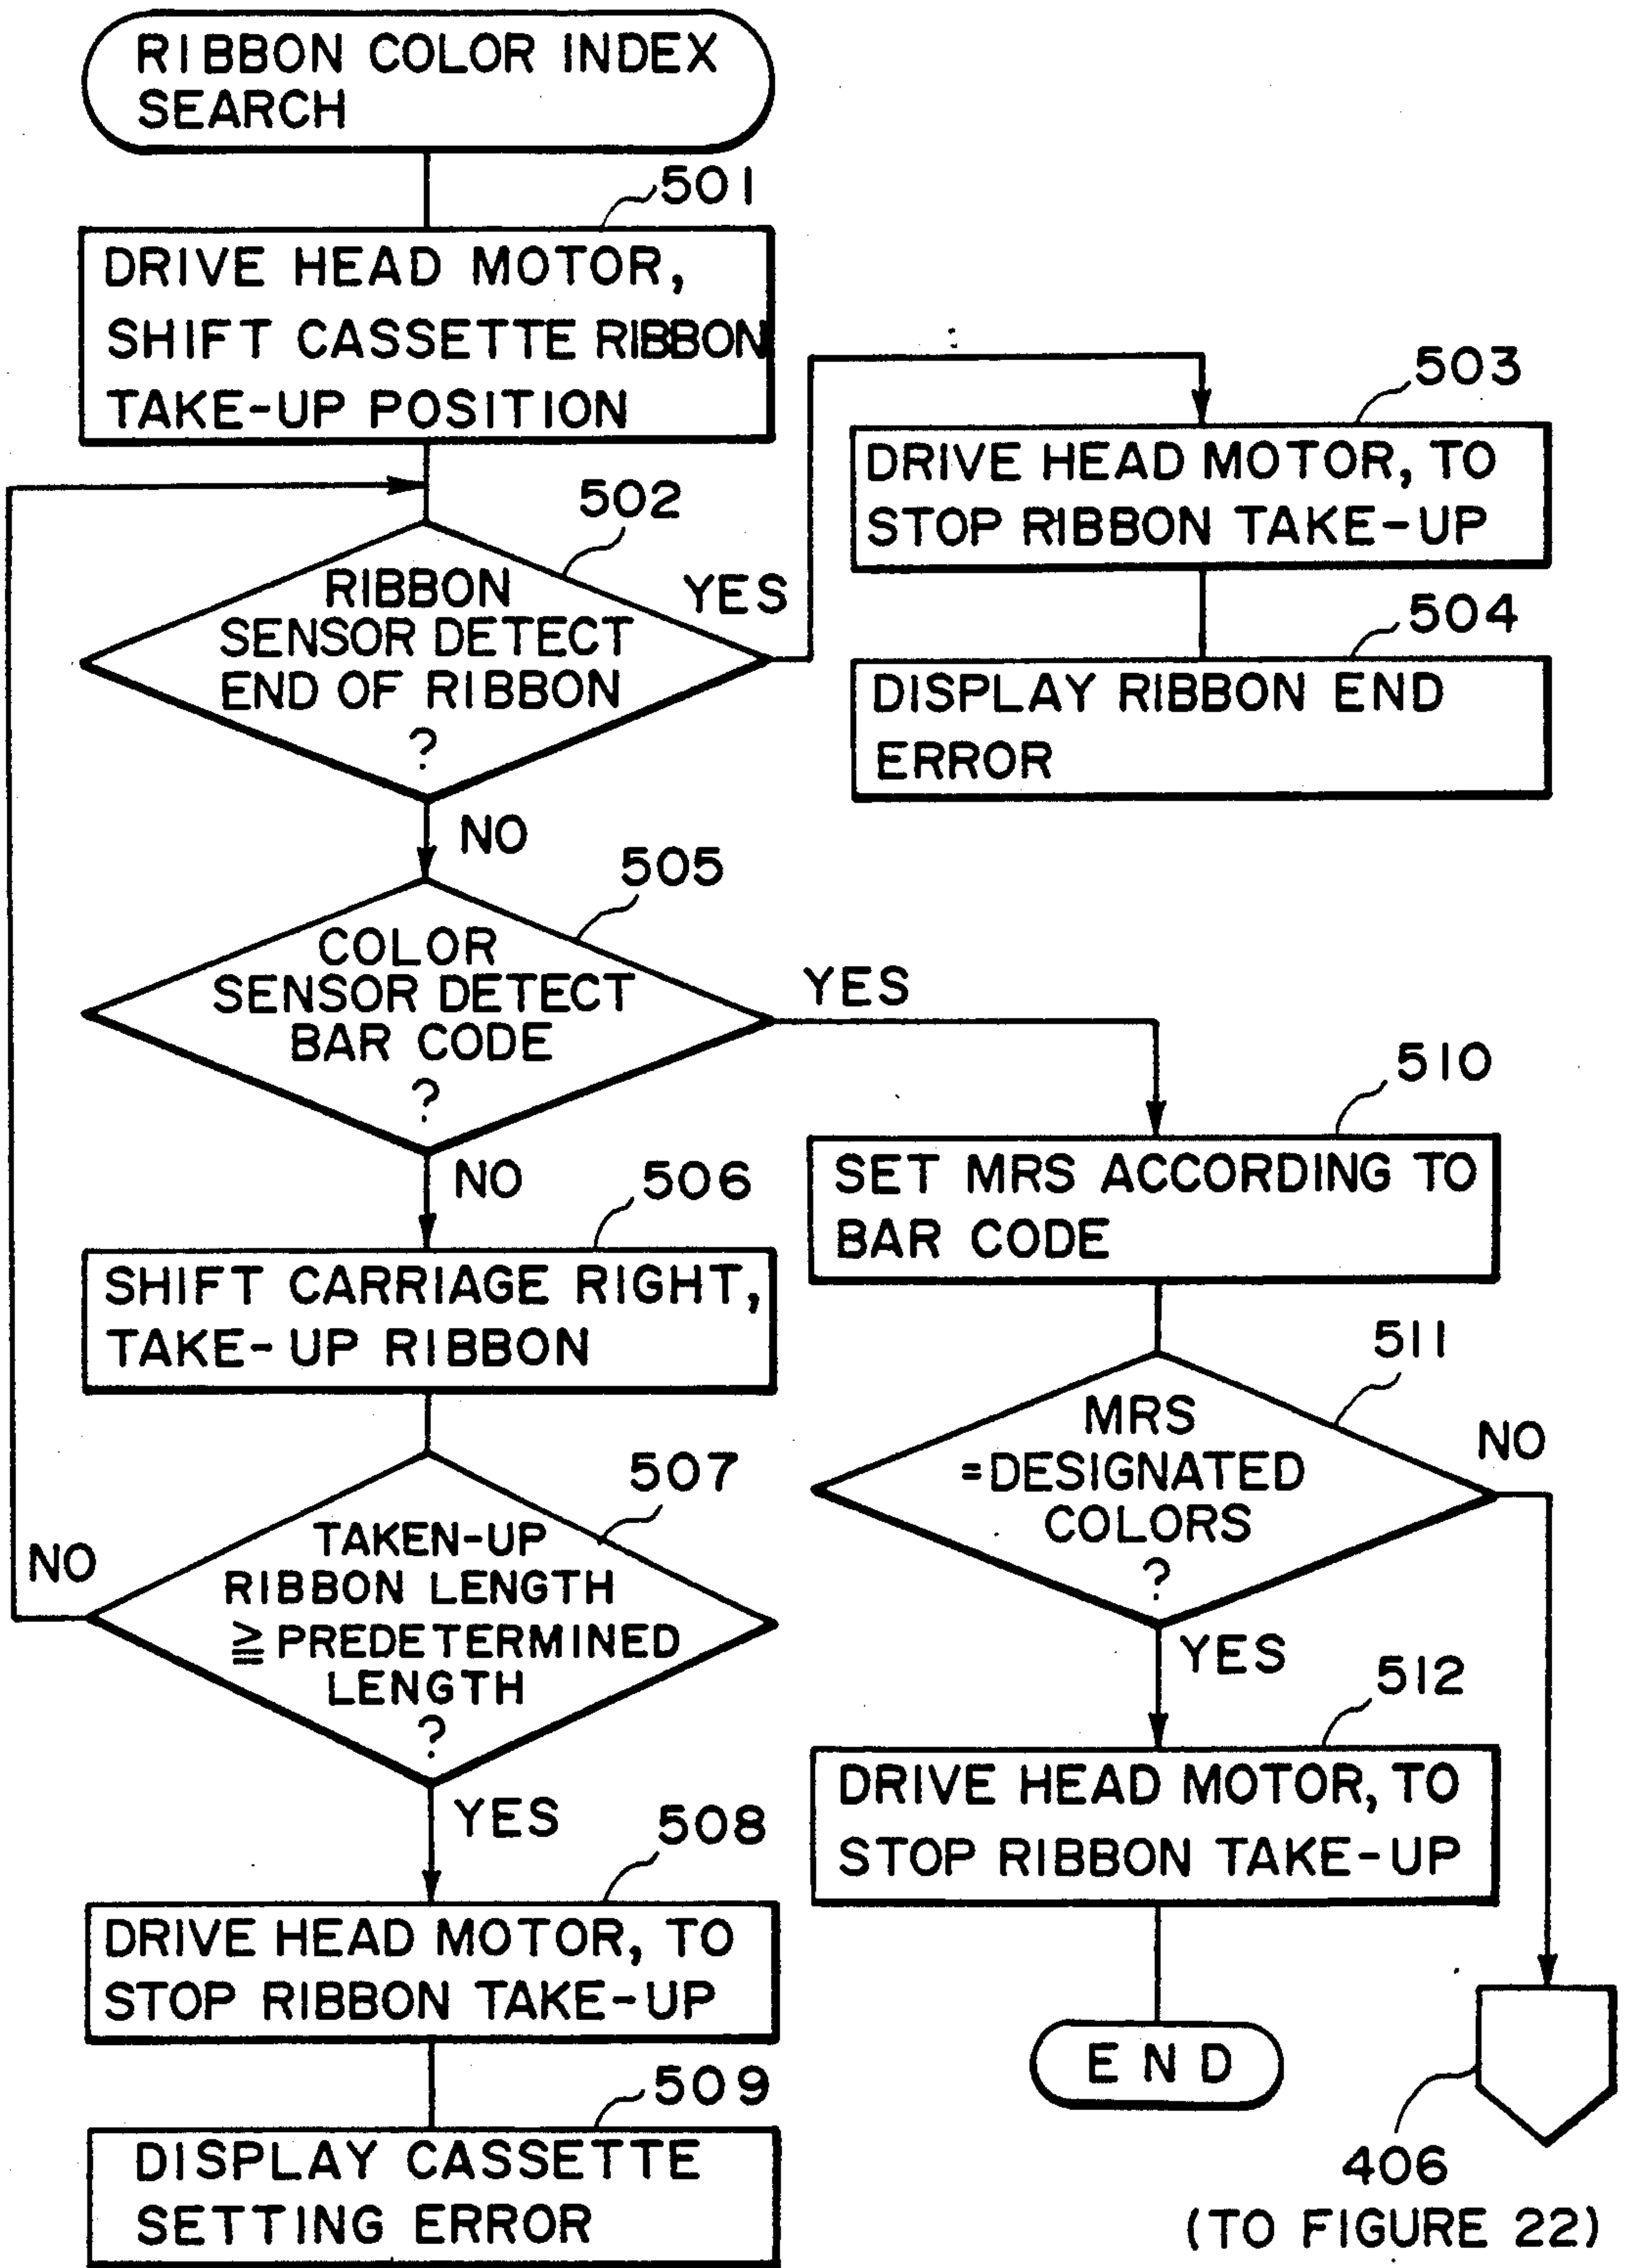 RIBBON COLOR INDEX
SEARCH
501
DRIVE HEAD MOTOR,
SHIFT CASSETTE RIBBON
TAKE-UP POSITION
502
RIBBON
SENSOR DETECT
END OF RIBBON
?
YES
NO
503
DRIVE HEAD MOTOR, TO
STOP RIBBON TAKE-UP
504
DISPLAY RIBBON END
ERROR
505
COLOR
SENSOR DETECT
BAR CODE
?
YES
NO
506
SHIFT CARRIAGE RIGHT,
TAKE-UP RIBBON
507
TAKEN-UP
RIBBON LENGTH
≧ PREDETERMINED
LENGTH
?
NO
YES
508
DRIVE HEAD MOTOR, TO
STOP RIBBON TAKE-UP
509
DISPLAY CASSETTE
SETTING ERROR
510
SET MRS ACCORDING TO
BAR CODE
511
MRS
=DESIGNATED
COLORS
?
NO
YES
512
DRIVE HEAD MOTOR, TO
STOP RIBBON TAKE-UP
END
406
(TO FIGURE 22)